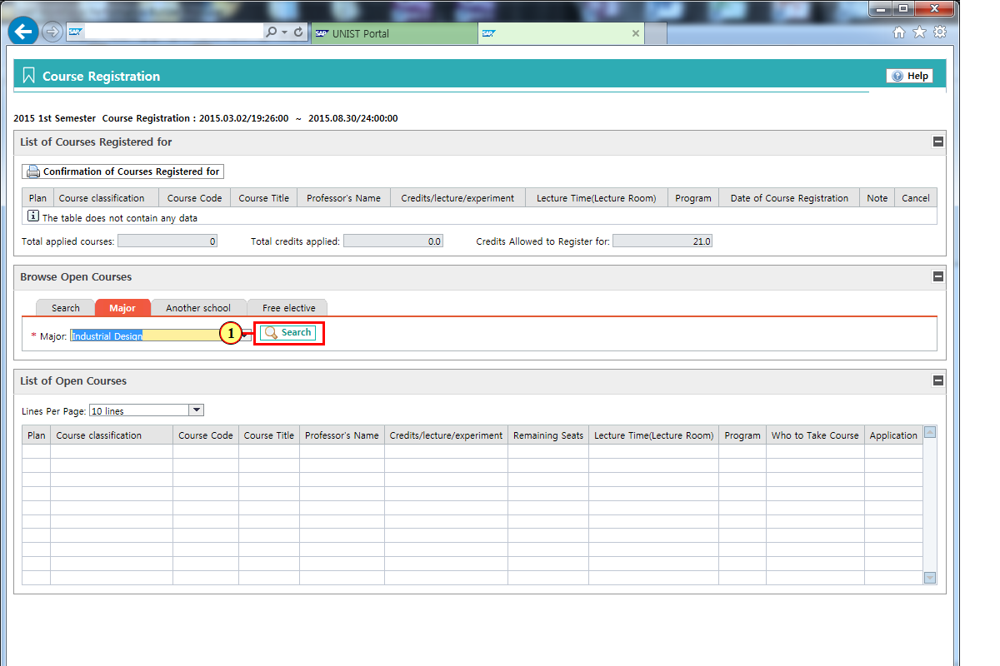 SAP
SAP UNIST Portal
SAP
Course Registration
Help
2015 1st Semester Course Registration : 2015.03.02/19:26:00 ~ 2015.08.30/24:00:00
List of Courses Registered for
Confirmation of Courses Registered for
Plan Course classification Course Code Course Title Professor's Name Credits/lecture/experiment Lecture Time(Lecture Room) Program Date of Course Registration Note Cancel
The table does not contain any data
Total applied courses: 0 Total credits applied: 0.0 Credits Allowed to Register for: 21.0
Browse Open Courses
Search Major Another school Free elective
* Major: Industrial Design 1 Search
List of Open Courses
Lines Per Page: 10 lines
Plan Course classification Course Code Course Title Professor's Name Credits/lecture/experiment Remaining Seats Lecture Time(Lecture Room) Program Who to Take Course Application